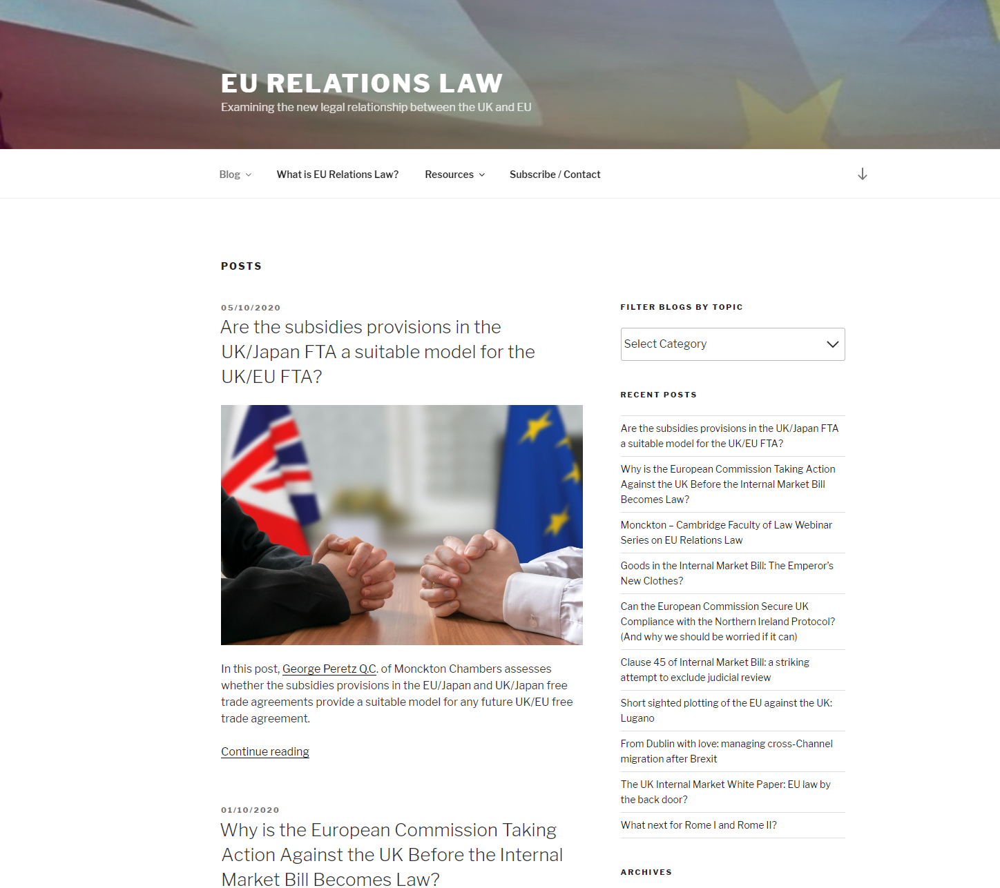 EU RELATIONS LAW
Examining the new legal relationship between the UK and EU
Blog
What is EU Relations Law?
Resources
Subscribe / Contact
POSTS
05/10/2020
Are the subsidies provisions in the
UK/Japan FTA a suitable model for the
UK/EU FTA?
In this post, George Peretz Q.C. of Monckton Chambers assesses
whether the subsidies provisions in the EU/Japan and UK/Japan free
trade agreements provide a suitable model for any future UK/EU free
trade agreement.
Continue reading
01/10/2020
Why is the European Commission Taking
Action Against the UK Before the Internal
Market Bill Becomes Law?
FILTER BLOGS BY TOPIC
Select Category
RECENT POSTS
Are the subsidies provisions in the UK/Japan FTA
a suitable model for the UK/EU FTA?
Why is the European Commission Taking Action
Against the UK Before the Internal Market Bill
Becomes Law?
Monckton – Cambridge Faculty of Law Webinar
Series on EU Relations Law
Goods in the Internal Market Bill: The Emperor’s
New Clothes?
Can the European Commission Secure UK
Compliance with the Northern Ireland Protocol?
(And why we should be worried if it can)
Clause 45 of Internal Market Bill: a striking
attempt to exclude judicial review
Short sighted plotting of the EU against the UK:
Lugano
From Dublin with love: managing cross-Channel
migration after Brexit
The UK Internal Market White Paper: EU law by
the back door?
What next for Rome I and Rome II?
ARCHIVES